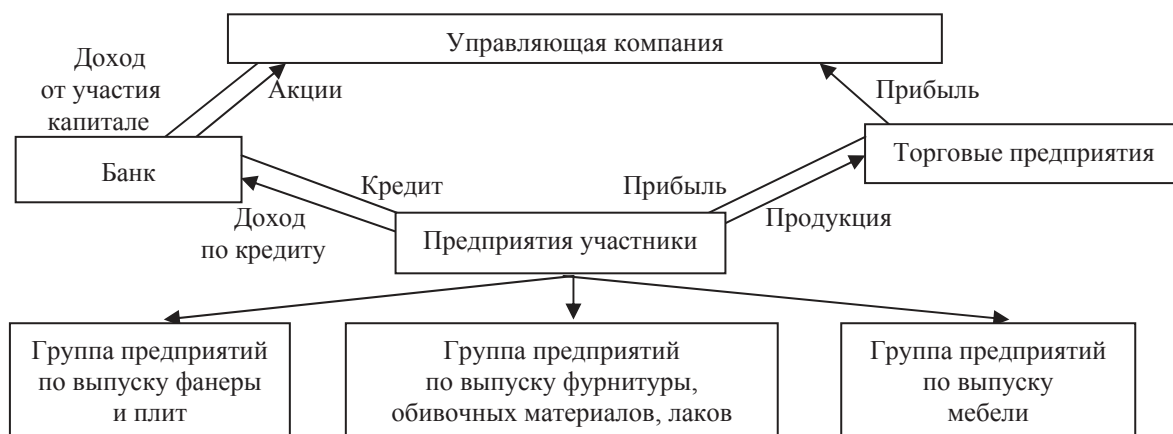 Управляющая компания
Доход
от участия
капитале
Акции
Прибыль
Банк
Торговые предприятия
Кредит
Прибыль
Доход
по кредиту
Продукция
Предприятия участники
Группа предприятий
по выпуску фанеры
и плит
Группа предприятий
по выпуску фурнитуры,
обивочных материалов, лаков
Группа предприятий
по выпуску
мебели